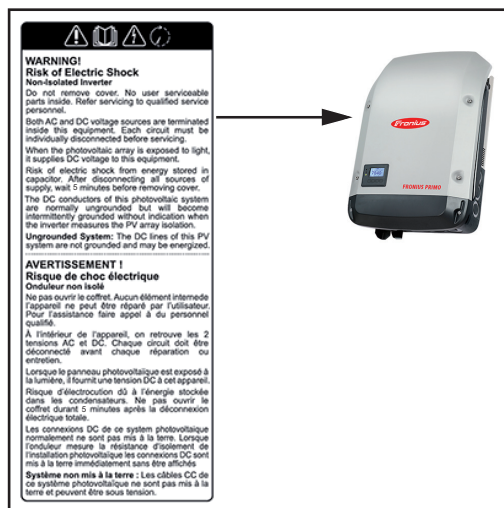 WARNING!
Risk of Electric Shock
Non-Isolated Inverter
Do not remove cover. No user serviceable
parts inside. Refer servicing to qualified service
personnel.
Both AC and DC voltage sources are terminated
inside this equipment. Each circuit must be
individually disconnected before servicing.
When the photovoltaic array is exposed to light,
it supplies DC voltage to this equipment.
Risk of electric shock from energy stored in
capacitor. After disconnecting all sources of
supply, wait 5 minutes before removing cover.
The DC conductors of this photovoltaic system
are normally ungrounded but will become
intermittently grounded without indication when
the inverter measures the PV array isolation.
Ungrounded System: The DC lines of this PV
system are not grounded and may be energized.
AVERTISSEMENT !
Risque de choc électrique
Onduleur non isolé
Ne pas ouvrir le coffret. Aucun élément internede
l'appareil ne peut être réparé par l'utilisateur.
Pour l'assistance faire appel à du personnel
qualifié.
À l'intérieur de l'appareil, on retrouve les 2
tensions AC et DC. Chaque circuit doit être
déconnecté avant chaque réparation ou
entretien.
Lorsque le panneau photovoltaïque est exposé à
la lumière, il fournit une tension DC à cet appareil.
Risque d'électrocution dû à l'énergie stockée
dans les condensateurs. Ne pas ouvrir le
coffret durant 5 minutes après la déconnexion
électrique totale.
Les connexions DC de ce system photovoltaique
normalement ne sont pas mis à la terre. Lorsque
l'onduleur mesure la résistance d'isolement de
l'installation photovoltaique les connexions DC sont
mis à la terre immédiatement sans être affichés
Système non mis à la terre : Les câbles CC de
ce système photovoltaïque ne sont pas mis à la
terre et peuvent être sous tension.
Fronius
FRONIUS PRIMO